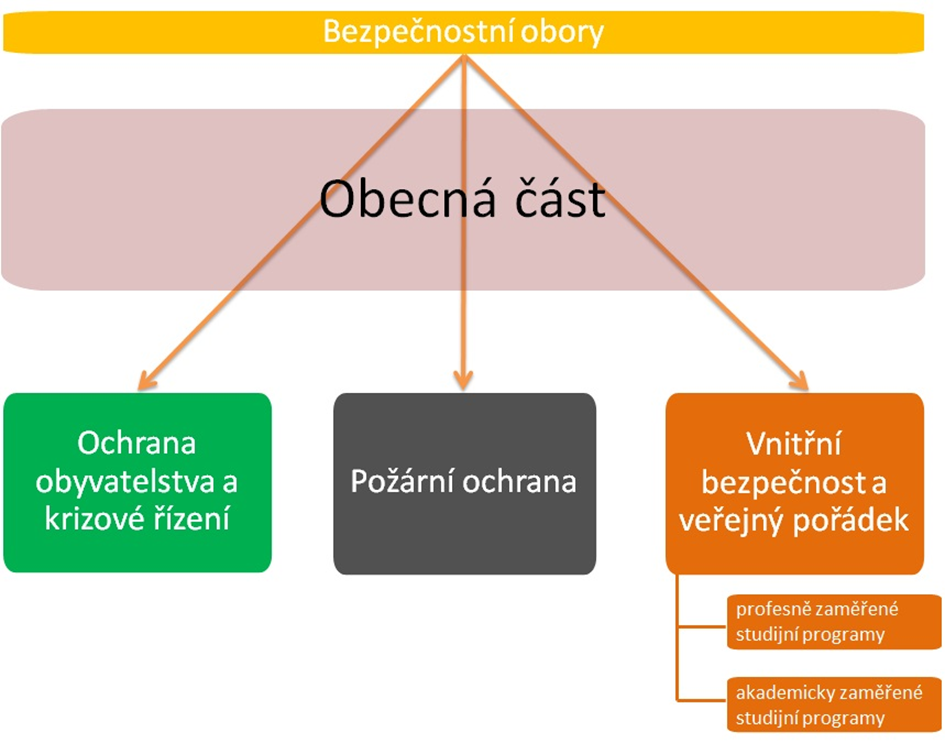 Bezpečnostní obory
Obecná část
Ochrana
obyvatelstva a
krizové řízení
Požární ochrana
Vnitřní
bezpečnost a
veřejný pořádek
profesně zaměřené
studijní programy
akademicky zaměřené
studijní programy